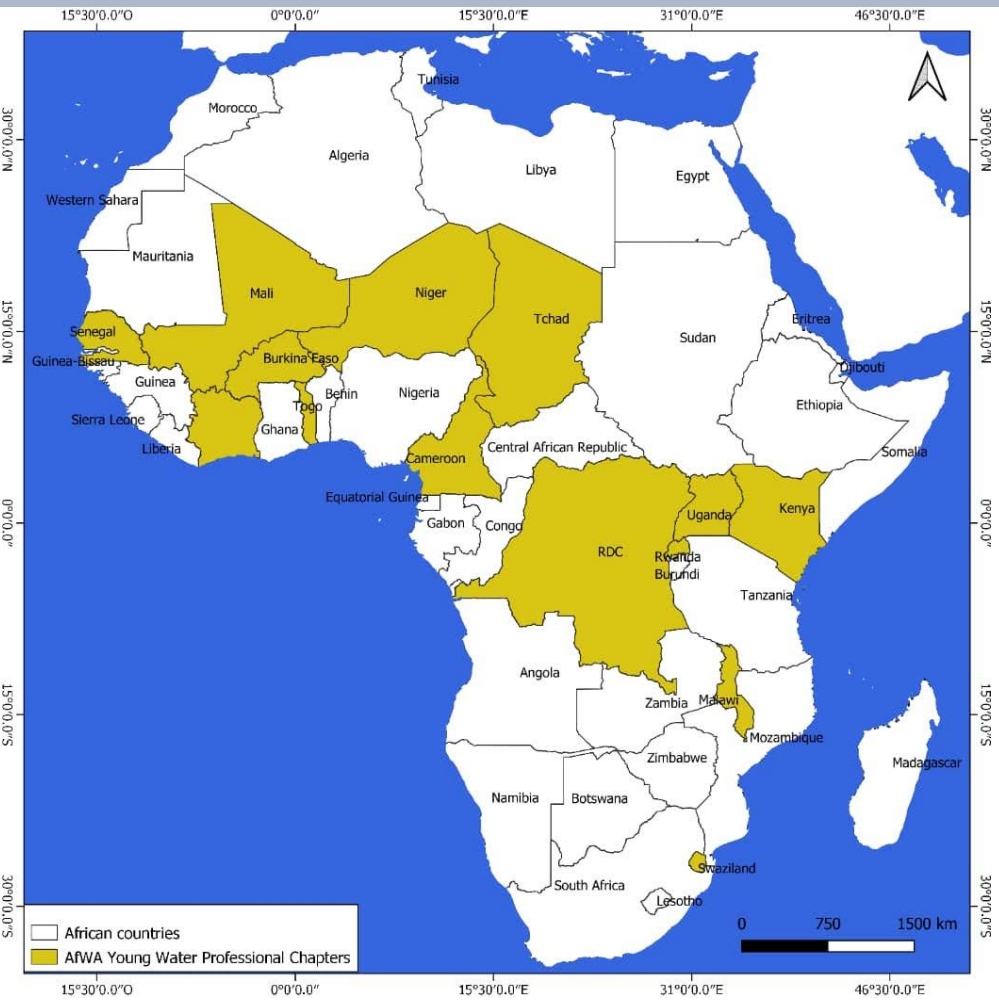 15°30'0.0"O 0°0'0.0" 15°30'0.0"E 31°0'0.0"E 46°30'0.0"E
Tunisia
Morocco
30°0'0.0"N
30°0'0.0"N
Algeria
Libya
Egypt
Western Sahara
Mauritania
Mali
Niger
Tchad
15°0'0.0"N
15°0'0.0"N
Senegal
Eritrea
Sudan
Guinea-Bissau
Burkina Faso
Djibouti
Guinea
Benin
Nigeria
Togo
Ethiopia
Sierra Leone
Ghana
Liberia
Central African Republic
Somalia
Cameroon
Equatorial Guinea
Kenya
Uganda
Gabon
Congo
0°0'0.0"
0°0'0.0"
RDC
Rwanda
Burundi
Tanzania
Angola
Zambia
Malawi
15°0'0.0"S
15°0'0.0"S
Mozambique
Zimbabwe
Madagascar
Namibia
Botswana
Swaziland
South Africa
Lesotho
30°0'0.0"S
30°0'0.0"S
0 750 1500 km
African countries
AfWA Young Water Professional Chapters
15°30'0.0"O 0°0'0.0" 15°30'0.0"E 31°0'0.0"E 46°30'0.0"E